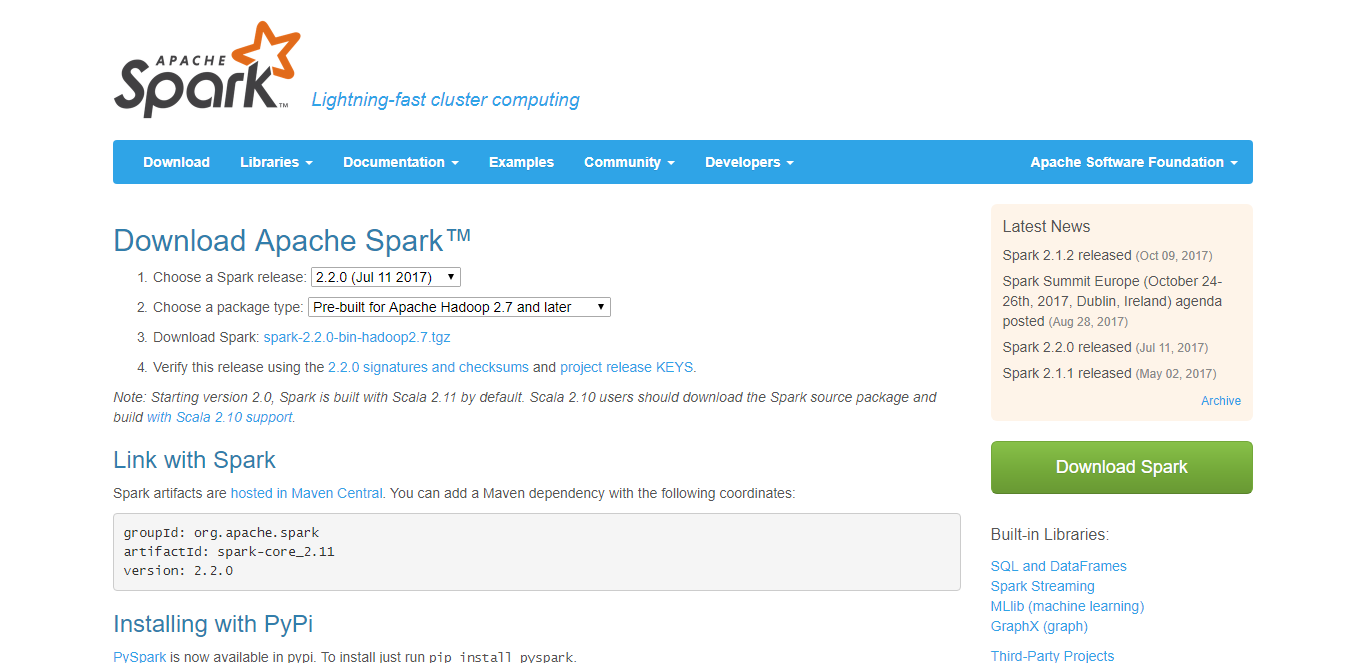 APACHE
Spark™
Lightning-fast cluster computing
Download Libraries Documentation Examples Community Developers Apache Software Foundation
Download Apache Spark™
1. Choose a Spark release: 2.2.0 (Jul 11 2017)
2. Choose a package type: Pre-built for Apache Hadoop 2.7 and later
3. Download Spark: spark-2.2.0-bin-hadoop2.7.tgz
4. Verify this release using the 2.2.0 signatures and checksums and project release KEYS.
Note: Starting version 2.0, Spark is built with Scala 2.11 by default. Scala 2.10 users should download the Spark source package and
build with Scala 2.10 support.
Link with Spark
Spark artifacts are hosted in Maven Central. You can add a Maven dependency with the following coordinates:
groupId: org.apache.spark
artifactId: spark-core_2.11
version: 2.2.0
Installing with PyPi
PySpark is now available in pypi. To install just run pip install pyspark.
Latest News
Spark 2.1.2 released (Oct 09, 2017)
Spark Summit Europe (October 24-
26th, 2017, Dublin, Ireland) agenda
posted (Aug 28, 2017)
Spark 2.2.0 released (Jul 11, 2017)
Spark 2.1.1 released (May 02, 2017)
Archive
Download Spark
Built-in Libraries:
SQL and DataFrames
Spark Streaming
MLlib (machine learning)
GraphX (graph)
Third-Party Projects